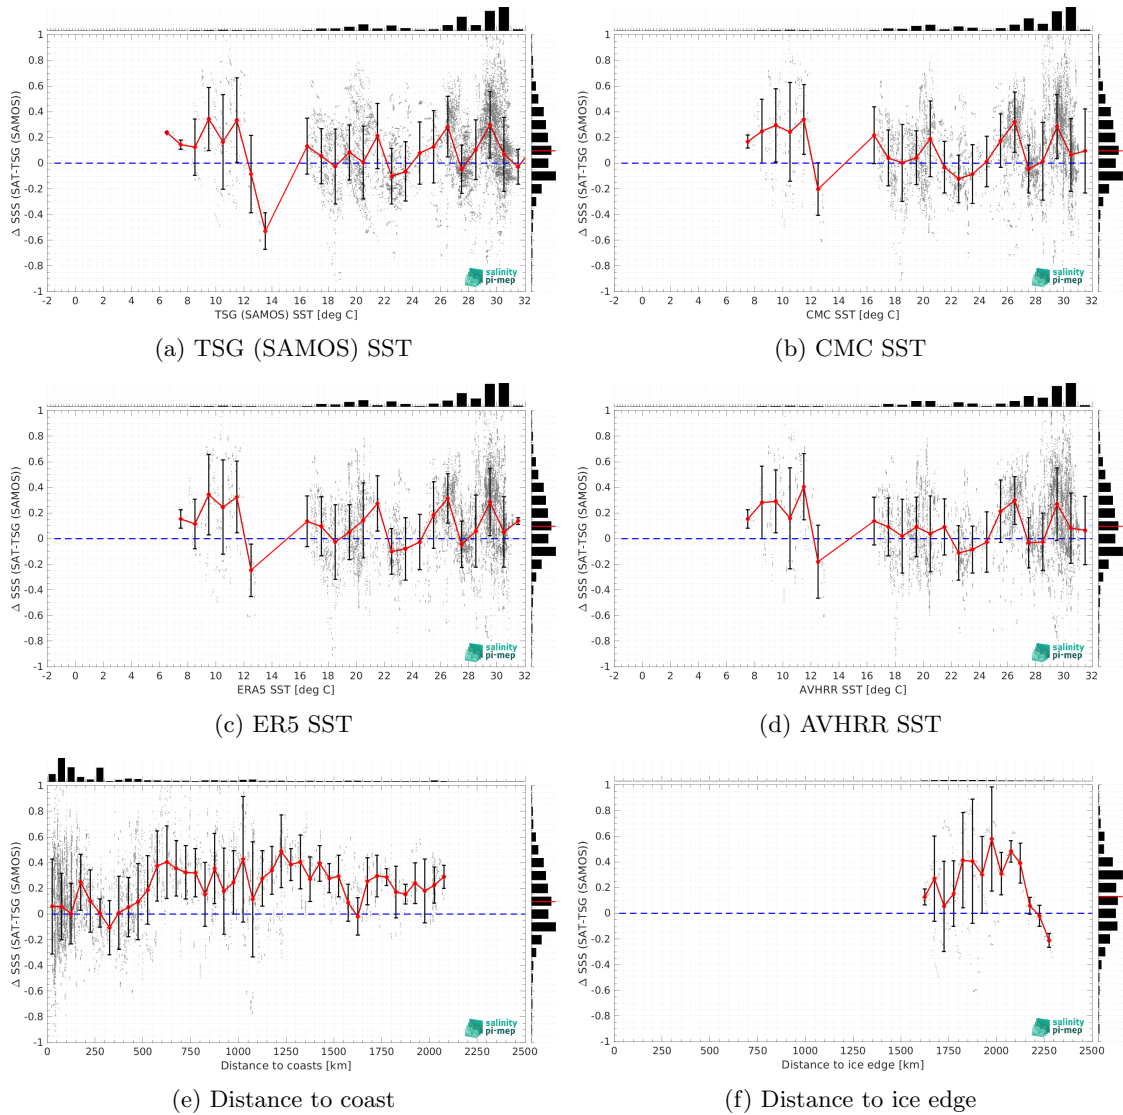 1
0.8
0.6
0.4
0.2
0
-0.2
-0.4
-0.6
-0.8
-1
Δ SSS (SAT-TSG (SAMOS))
-2 0 2 4 6 8 10 12 14 16 18 20 22 24 26 28 30 32
TSG (SAMOS) SST [deg C]
salinity
pi-mep
(a) TSG (SAMOS) SST
1
0.8
0.6
0.4
0.2
0
-0.2
-0.4
-0.6
-0.8
-1
Δ SSS (SAT-TSG (SAMOS))
-2 0 2 4 6 8 10 12 14 16 18 20 22 24 26 28 30 32
CMC SST [deg C]
salinity
pi-mep
(b) CMC SST
1
0.8
0.6
0.4
0.2
0
-0.2
-0.4
-0.6
-0.8
-1
Δ SSS (SAT-TSG (SAMOS))
-2 0 2 4 6 8 10 12 14 16 18 20 22 24 26 28 30 32
ERA5 SST [deg C]
salinity
pi-mep
(c) ER5 SST
1
0.8
0.6
0.4
0.2
0
-0.2
-0.4
-0.6
-0.8
-1
Δ SSS (SAT-TSG (SAMOS))
-2 0 2 4 6 8 10 12 14 16 18 20 22 24 26 28 30 32
AVHRR SST [deg C]
salinity
pi-mep
(d) AVHRR SST
1
0.8
0.6
0.4
0.2
0
-0.2
-0.4
-0.6
-0.8
-1
Δ SSS (SAT-TSG (SAMOS))
0 250 500 750 1000 1250 1500 1750 2000 2250 2500
Distance to coasts [km]
salinity
pi-mep
(e) Distance to coast
1
0.8
0.6
0.4
0.2
0
-0.2
-0.4
-0.6
-0.8
-1
Δ SSS (SAT-TSG (SAMOS))
0 250 500 750 1000 1250 1500 1750 2000 2250 2500
Distance to ice edge [km]
salinity
pi-mep
(f) Distance to ice edge